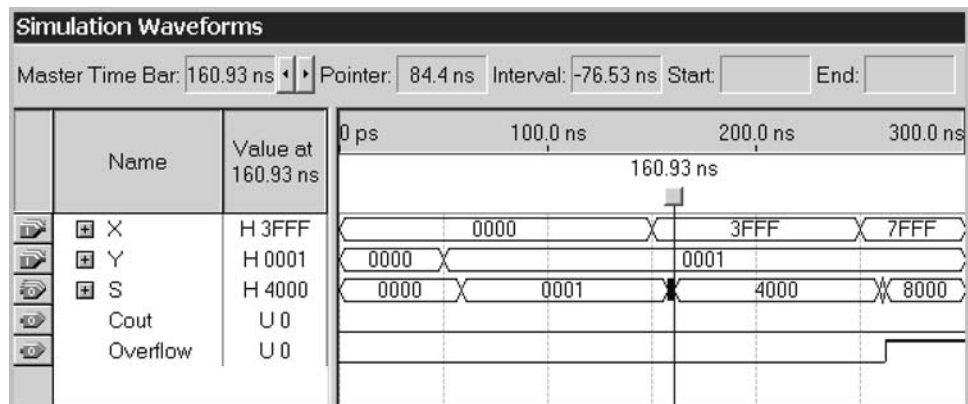 Simulation Waveforms
Master Time Bar: 160.93 ns Pointer: 84.4 ns Interval: -76.53 ns Start: End:
Name Value at 160.93 ns 0 ps 100.0 ns 200.0 ns 300.0 ns
160.93 ns
X H 3FFF 0000 3FFF 7FFF
Y H 0001 0000 0001
S H 4000 0000 0001 4000 8000
Cout U 0
Overflow U 0